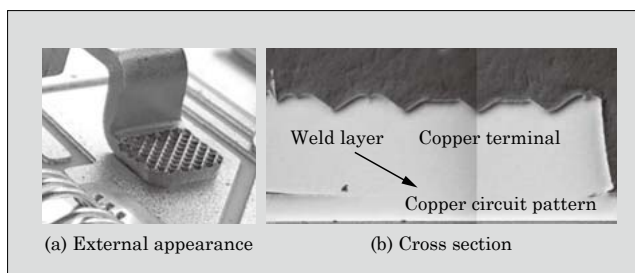 Weld layer
Copper terminal
Copper circuit pattern
(a) External appearance
(b) Cross section